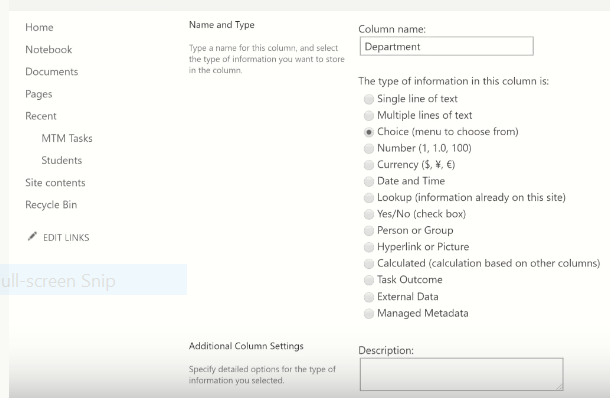 Home
Notebook
Documents
Pages
Recent
MTM Tasks
Students
Site contents
Recycle Bin
EDIT LINKS
ull-screen Snip
Name and Type
Type a name for this column, and select
the type of information you want to store
in the column.
Column name:
Department
The type of information in this column is:
Single line of text
Multiple lines of text
Choice (menu to choose from)
Number (1, 1.0, 100)
Currency ($, ¥, €)
Date and Time
Lookup (information already on this site)
Yes/No (check box)
Person or Group
Hyperlink or Picture
Calculated (calculation based on other columns)
Task Outcome
External Data
Managed Metadata
Additional Column Settings
Specify detailed options for the type of
information you selected.
Description: